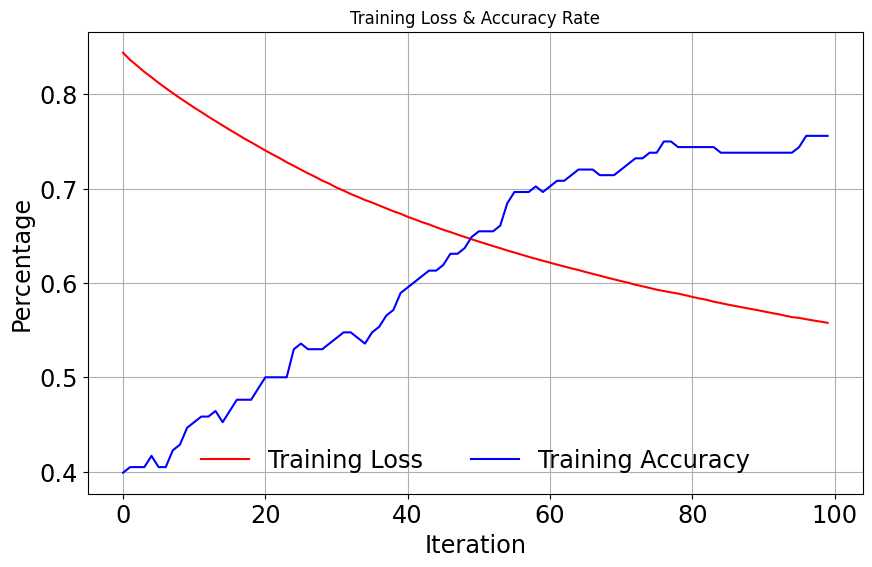 Training Loss & Accuracy Rate
Percentage
0.8
0.7
0.6
0.5
0.4
Training Loss Training Accuracy
0 20 40 60 80 100
Iteration